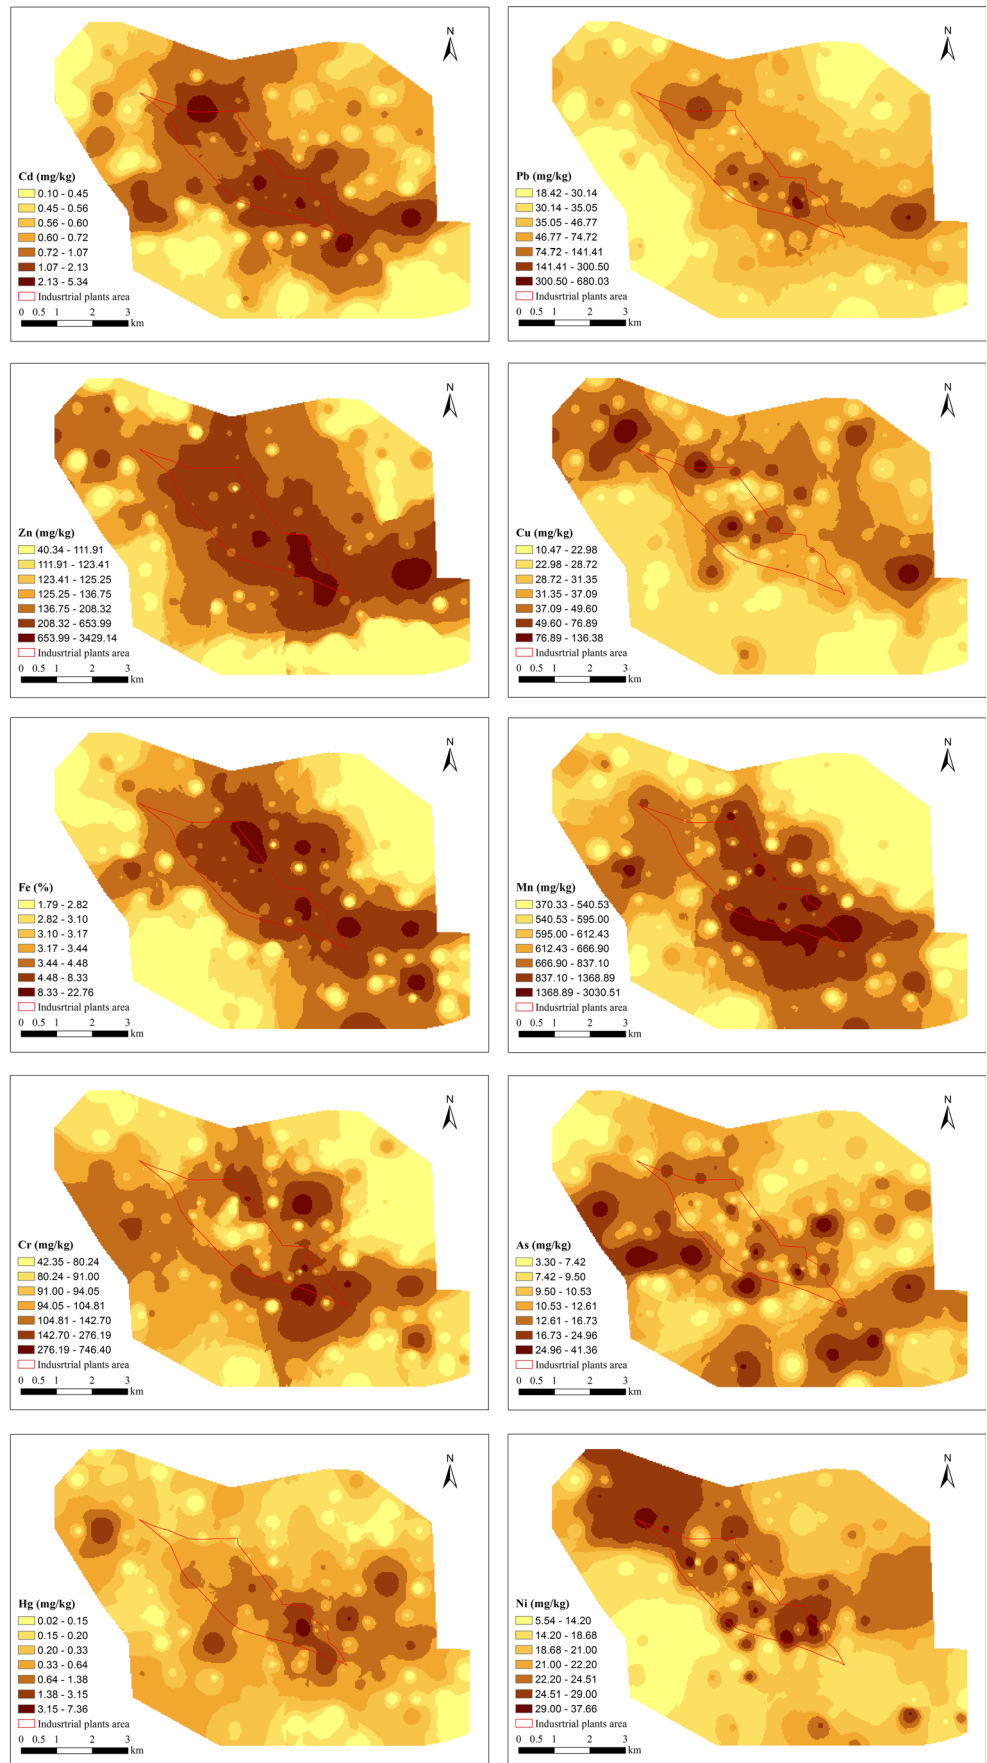 N
Cd (mg/kg)
0.10 - 0.45
0.45 - 0.56
0.56 - 0.60
0.60 - 0.72
0.72 - 1.07
1.07 - 2.13
2.13 - 5.34
Indusrtrial plants area
0 0.5 1 2 3
km
N
Pb (mg/kg)
18.42 - 30.14
30.14 - 35.05
35.05 - 46.77
46.77 - 74.72
74.72 - 141.41
141.41 - 300.50
300.50 - 680.03
Indusrtrial plants area
0 0.5 1 2 3
km
N
Zn (mg/kg)
40.34 - 111.91
111.91 - 123.41
123.41 - 125.25
125.25 - 136.75
136.75 - 208.32
208.32 - 653.99
653.99 - 3429.14
Indusrtrial plants area
0 0.5 1 2 3
km
N
Cu (mg/kg)
10.47 - 22.98
22.98 - 28.72
28.72 - 31.35
31.35 - 37.09
37.09 - 49.60
49.60 - 76.89
76.89 - 136.38
Indusrtrial plants area
0 0.5 1 2 3
km
N
Fe (%)
1.79 - 2.82
2.82 - 3.10
3.10 - 3.17
3.17 - 3.44
3.44 - 4.48
4.48 - 8.33
8.33 - 22.76
Indusrtrial plants area
0 0.5 1 2 3
km
N
Mn (mg/kg)
370.33 - 540.53
540.53 - 595.00
595.00 - 612.43
612.43 - 666.90
666.90 - 837.10
837.10 - 1368.89
1368.89 - 3030.51
Indusrtrial plants area
0 0.5 1 2 3
km
N
Cr (mg/kg)
42.35 - 80.24
80.24 - 91.00
91.00 - 94.05
94.05 - 104.81
104.81 - 142.70
142.70 - 276.19
276.19 - 746.40
Indusrtrial plants area
0 0.5 1 2 3
km
N
As (mg/kg)
3.30 - 7.42
7.42 - 9.50
9.50 - 10.53
10.53 - 12.61
12.61 - 16.73
16.73 - 24.96
24.96 - 41.36
Indusrtrial plants area
0 0.5 1 2 3
km
N
Hg (mg/kg)
0.02 - 0.15
0.15 - 0.20
0.20 - 0.33
0.33 - 0.64
0.64 - 1.38
1.38 - 3.15
3.15 - 7.36
Indusrtrial plants area
0 0.5 1 2 3
km
N
Ni (mg/kg)
5.54 - 14.20
14.20 - 18.68
18.68 - 21.00
21.00 - 22.20
22.20 - 24.51
24.51 - 29.00
29.00 - 37.66
Indusrtrial plants area
0 0.5 1 2 3
km